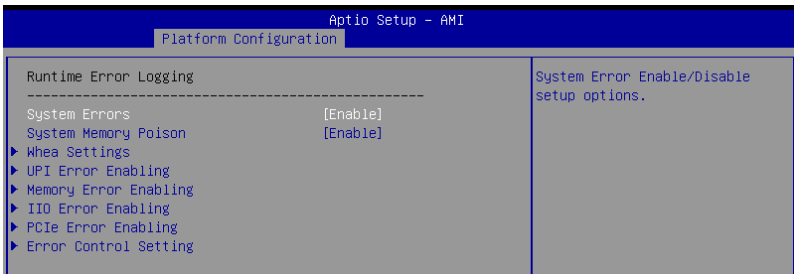 Aptio Setup – AMI
Platform Configuration
Runtime Error Logging
-------------------------------------------------
System Errors [Enable]
System Memory Poison [Enable]
Whea Settings
UPI Error Enabling
Memory Error Enabling
IIO Error Enabling
PCIe Error Enabling
Error Control Setting
System Error Enable/Disable
setup options.